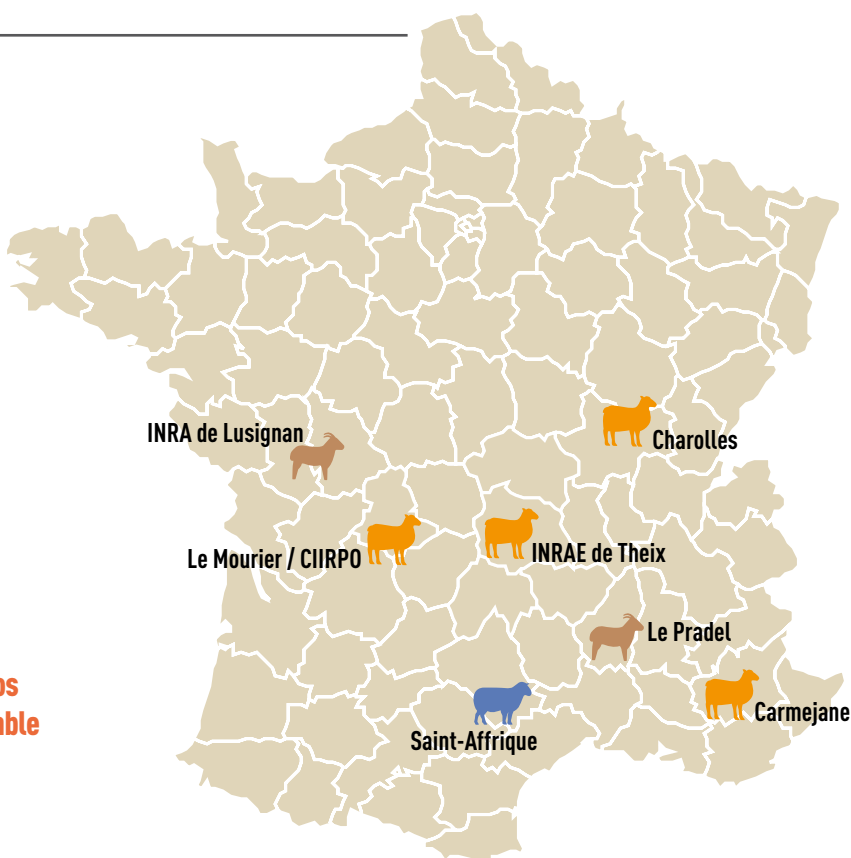 INRA de Lusignan
Charolles
Le Mourier / CIIRPO
INRAE de Theix
Le Pradel
Carmejane
Saint-Affrique